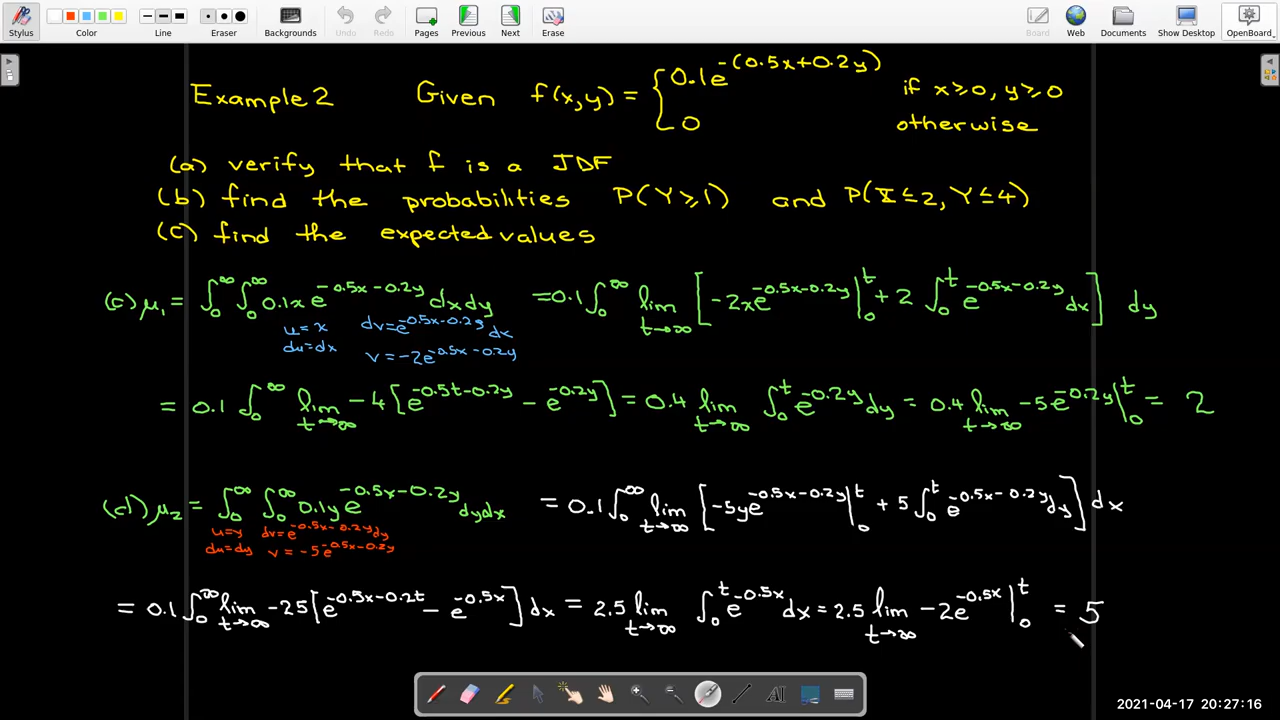 Stylus Color Line Eraser Backgrounds Undo Redo Pages Previous Next Erase Board Web Documents Show Desktop OpenBoard
Example 2 Given f(x,y) = { 0.1e^{-(0.5x+0.2y)} if x≥0, y≥0
0 otherwise
(a) verify that f is a JDF
(b) find the probabilities P(Y≥1) and P(X≤2, Y≤4)
(c) find the expected values
(c) μ₁ = ∫₀^∞ ∫₀^∞ 0.1x e^{-0.5x-0.2y} dxdy = 0.1 ∫₀^∞ lim_{t→∞} [-2xe^{-0.5x-0.2y} |₀^t + 2 ∫₀^t e^{-0.5x-0.2y} dx] dy
u=x dv=e^{-0.5x-0.2y} dx
du=dx v=-2e^{-0.5x-0.2y}
= 0.1 ∫₀^∞ lim_{t→∞} -4[e^{-0.5t-0.2y} - e^{-0.2y}] = 0.4 lim_{t→∞} ∫₀^t e^{-0.2y} dy = 0.4 lim_{t→∞} -5e^{-0.2y} |₀^t = 2
(d) μ₂ = ∫₀^∞ ∫₀^∞ 0.1y e^{-0.5x-0.2y} dydx = 0.1 ∫₀^∞ lim_{t→∞} [-5ye^{-0.5x-0.2y} |₀^t + 5 ∫₀^t e^{-0.5x-0.2y} dy] dx
u=y dv=e^{-0.5x-0.2y} dy
du=dy v=-5e^{-0.5x-0.2y}
= 0.1 ∫₀^∞ lim_{t→∞} -25[e^{-0.5x-0.2t} - e^{-0.5x}] dx = 2.5 lim_{t→∞} ∫₀^t e^{-0.5x} dx = 2.5 lim_{t→∞} -2e^{-0.5x} |₀^t = 5
AI
2021-04-17 20:27:16